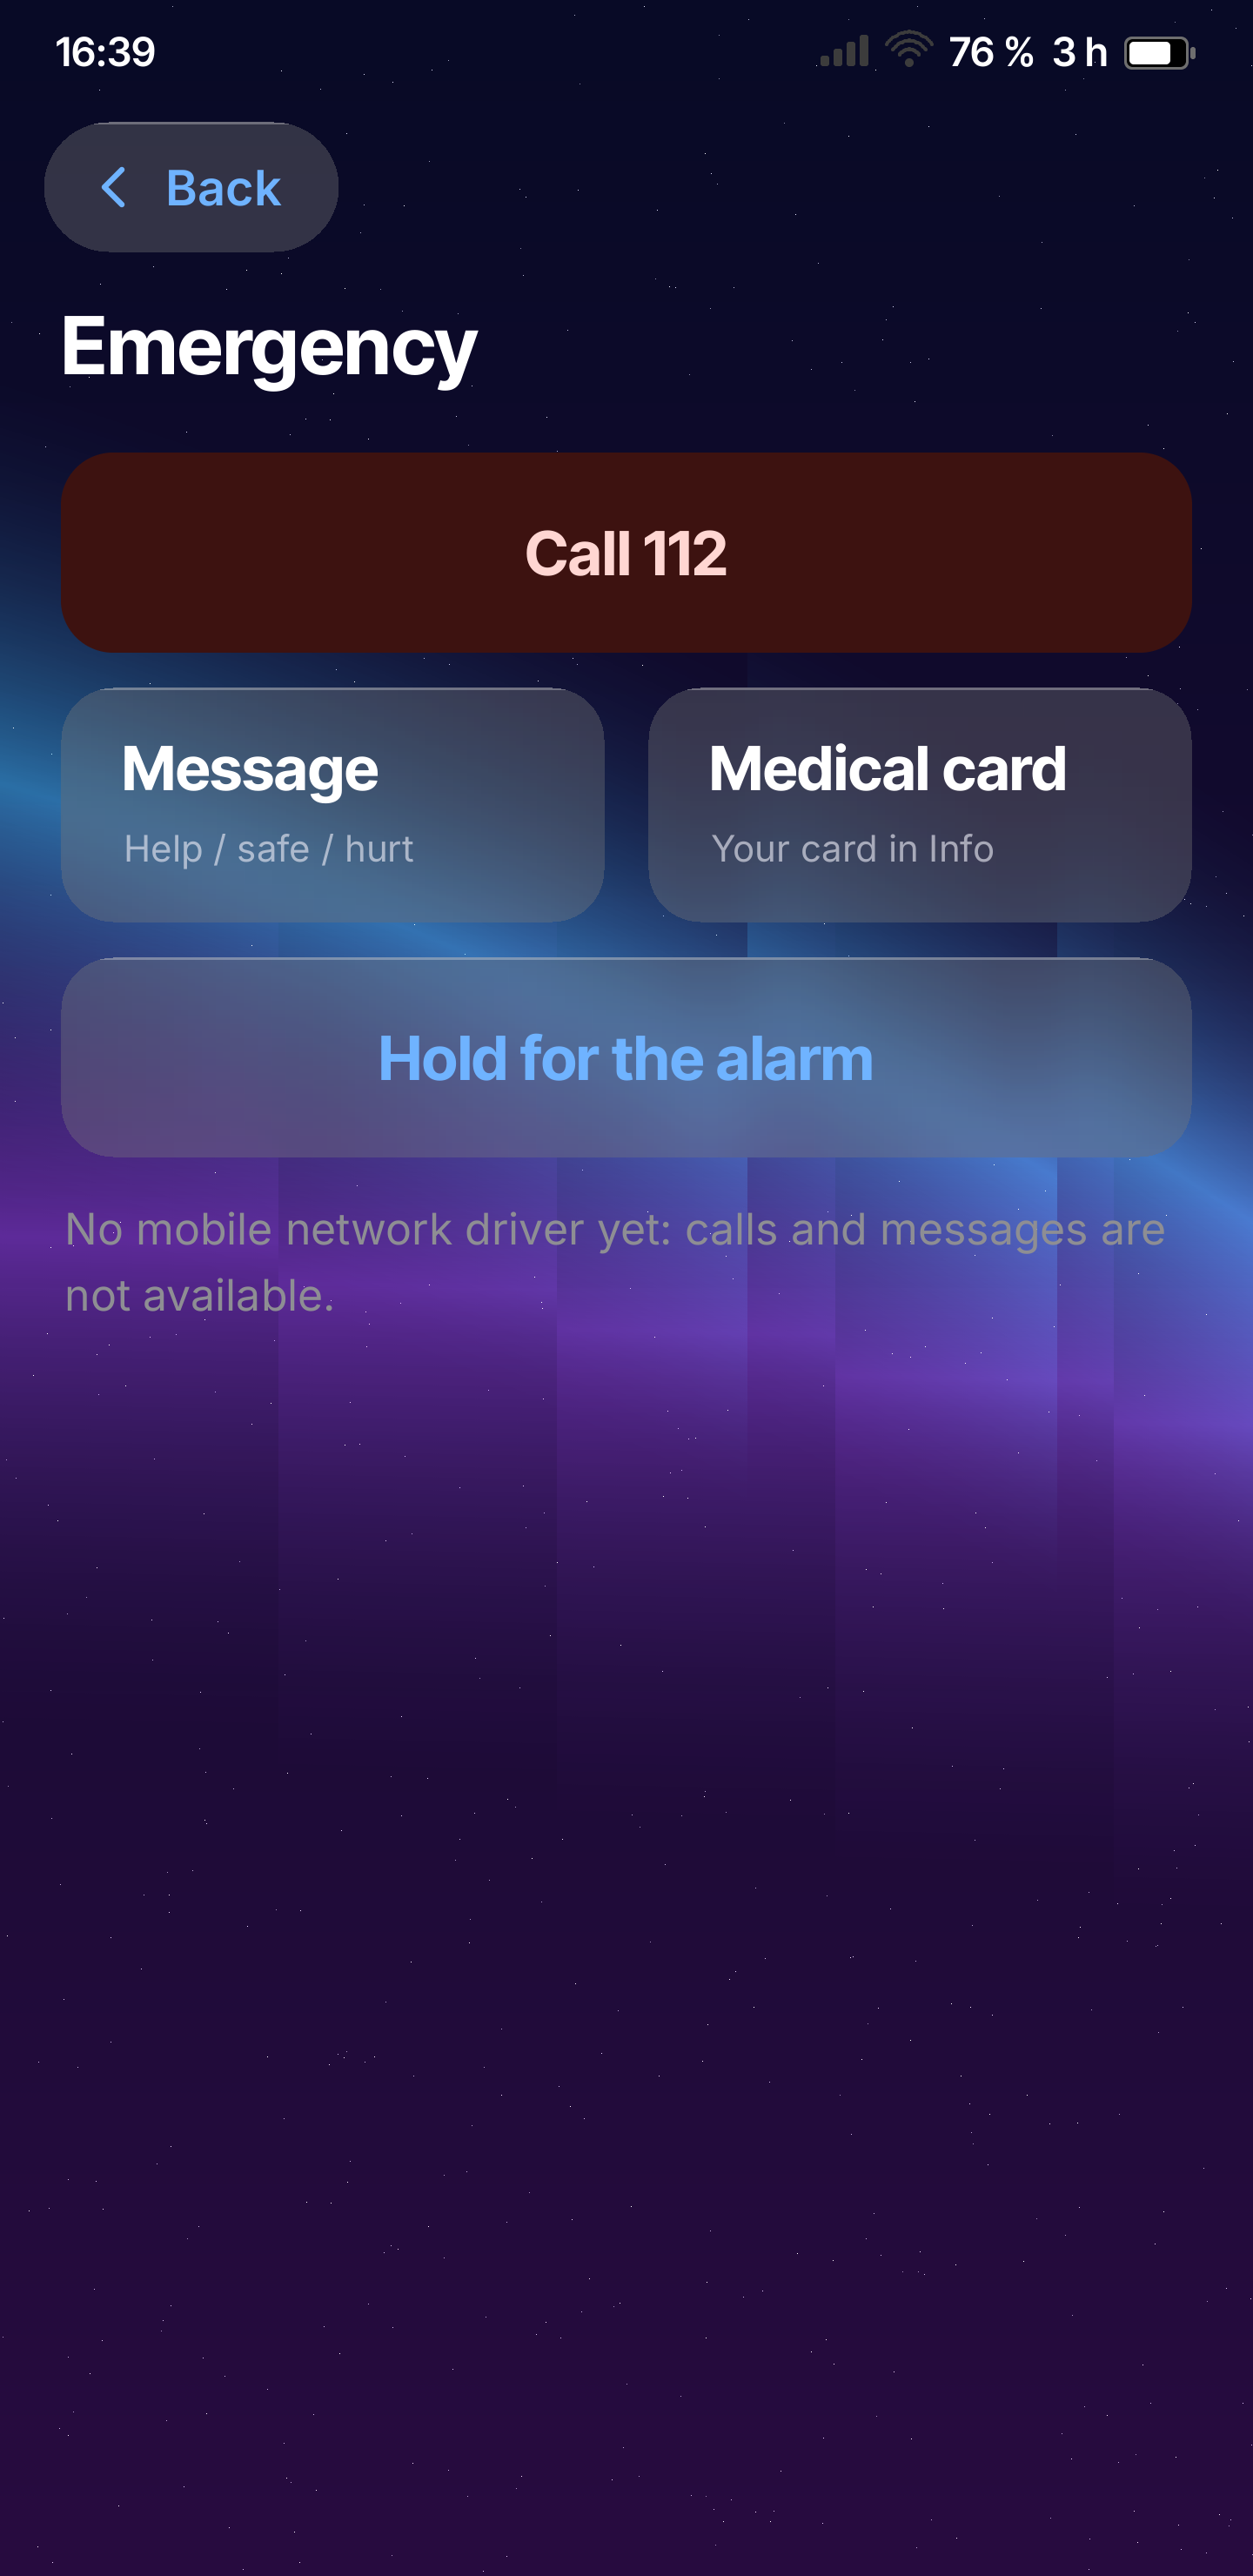 16:39
76 % 3 h
Back
Emergency
Call 112
Message
Help / safe / hurt
Medical card
Your card in Info
Hold for the alarm
No mobile network driver yet: calls and messages are
not available.